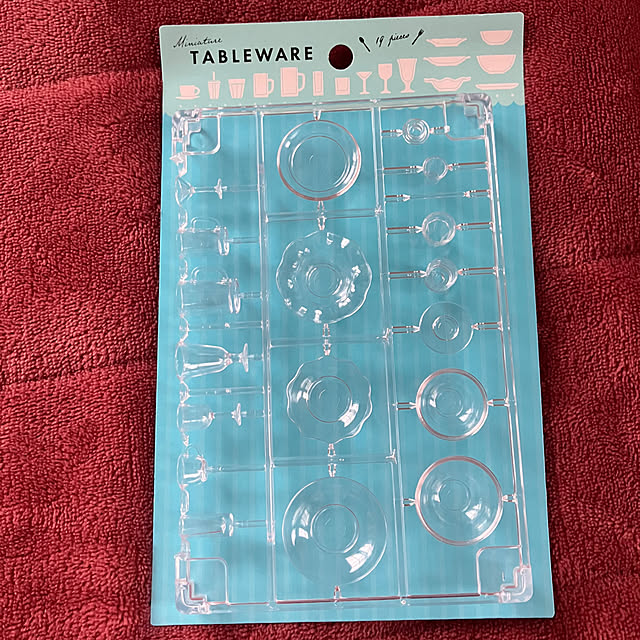 Miniature
TABLEWARE
19 pieces